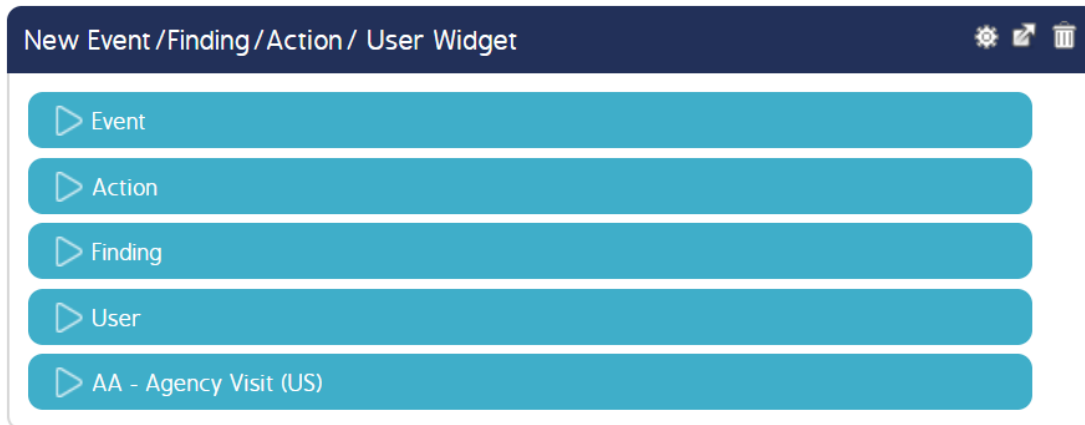 New Event/Finding/Action/ User Widget
Event
Action
Finding
User
AA - Agency Visit (US)